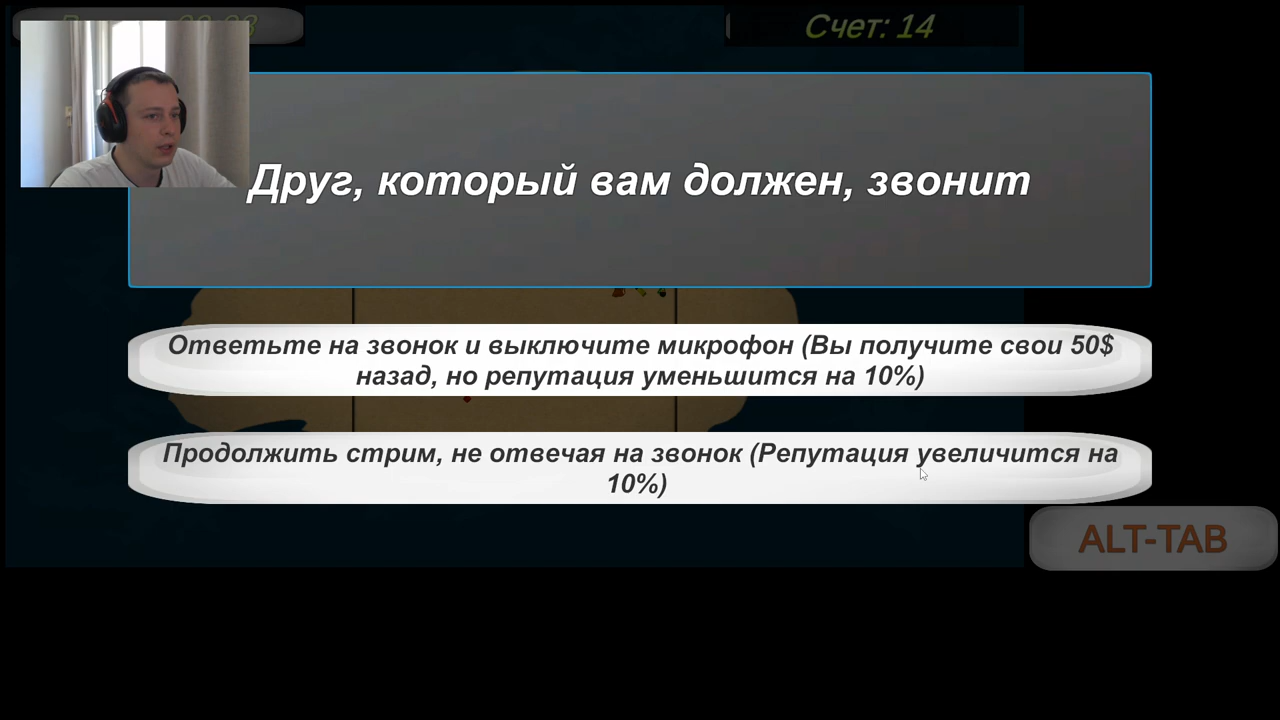 Счет: 14
Друг, который вам должен, звонит
Ответьте на звонок и выключите микрофон (Вы получите свои 50$
назад, но репутация уменьшится на 10%)
Продолжить стрим, не отвечая на звонок (Репутация увеличится на
10%)
ALT-TAB